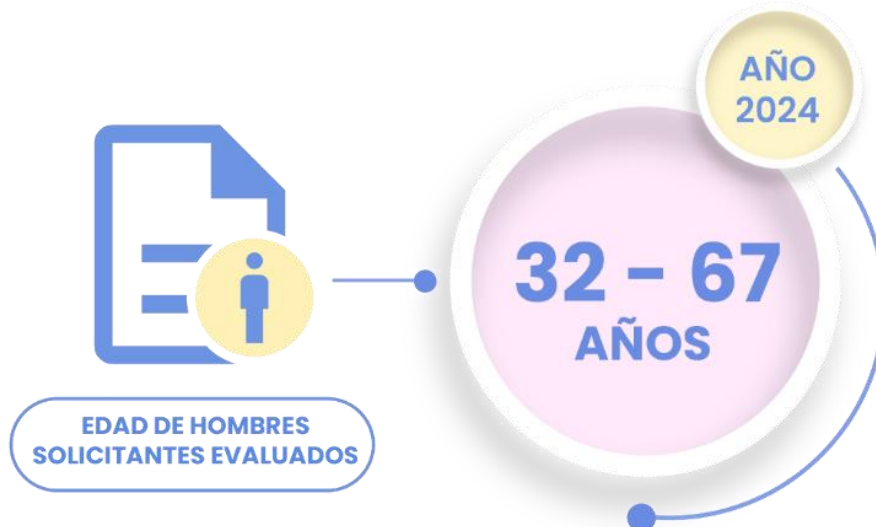 AÑO
2024
32 - 67
AÑOS
EDAD DE HOMBRES
SOLICITANTES EVALUADOS